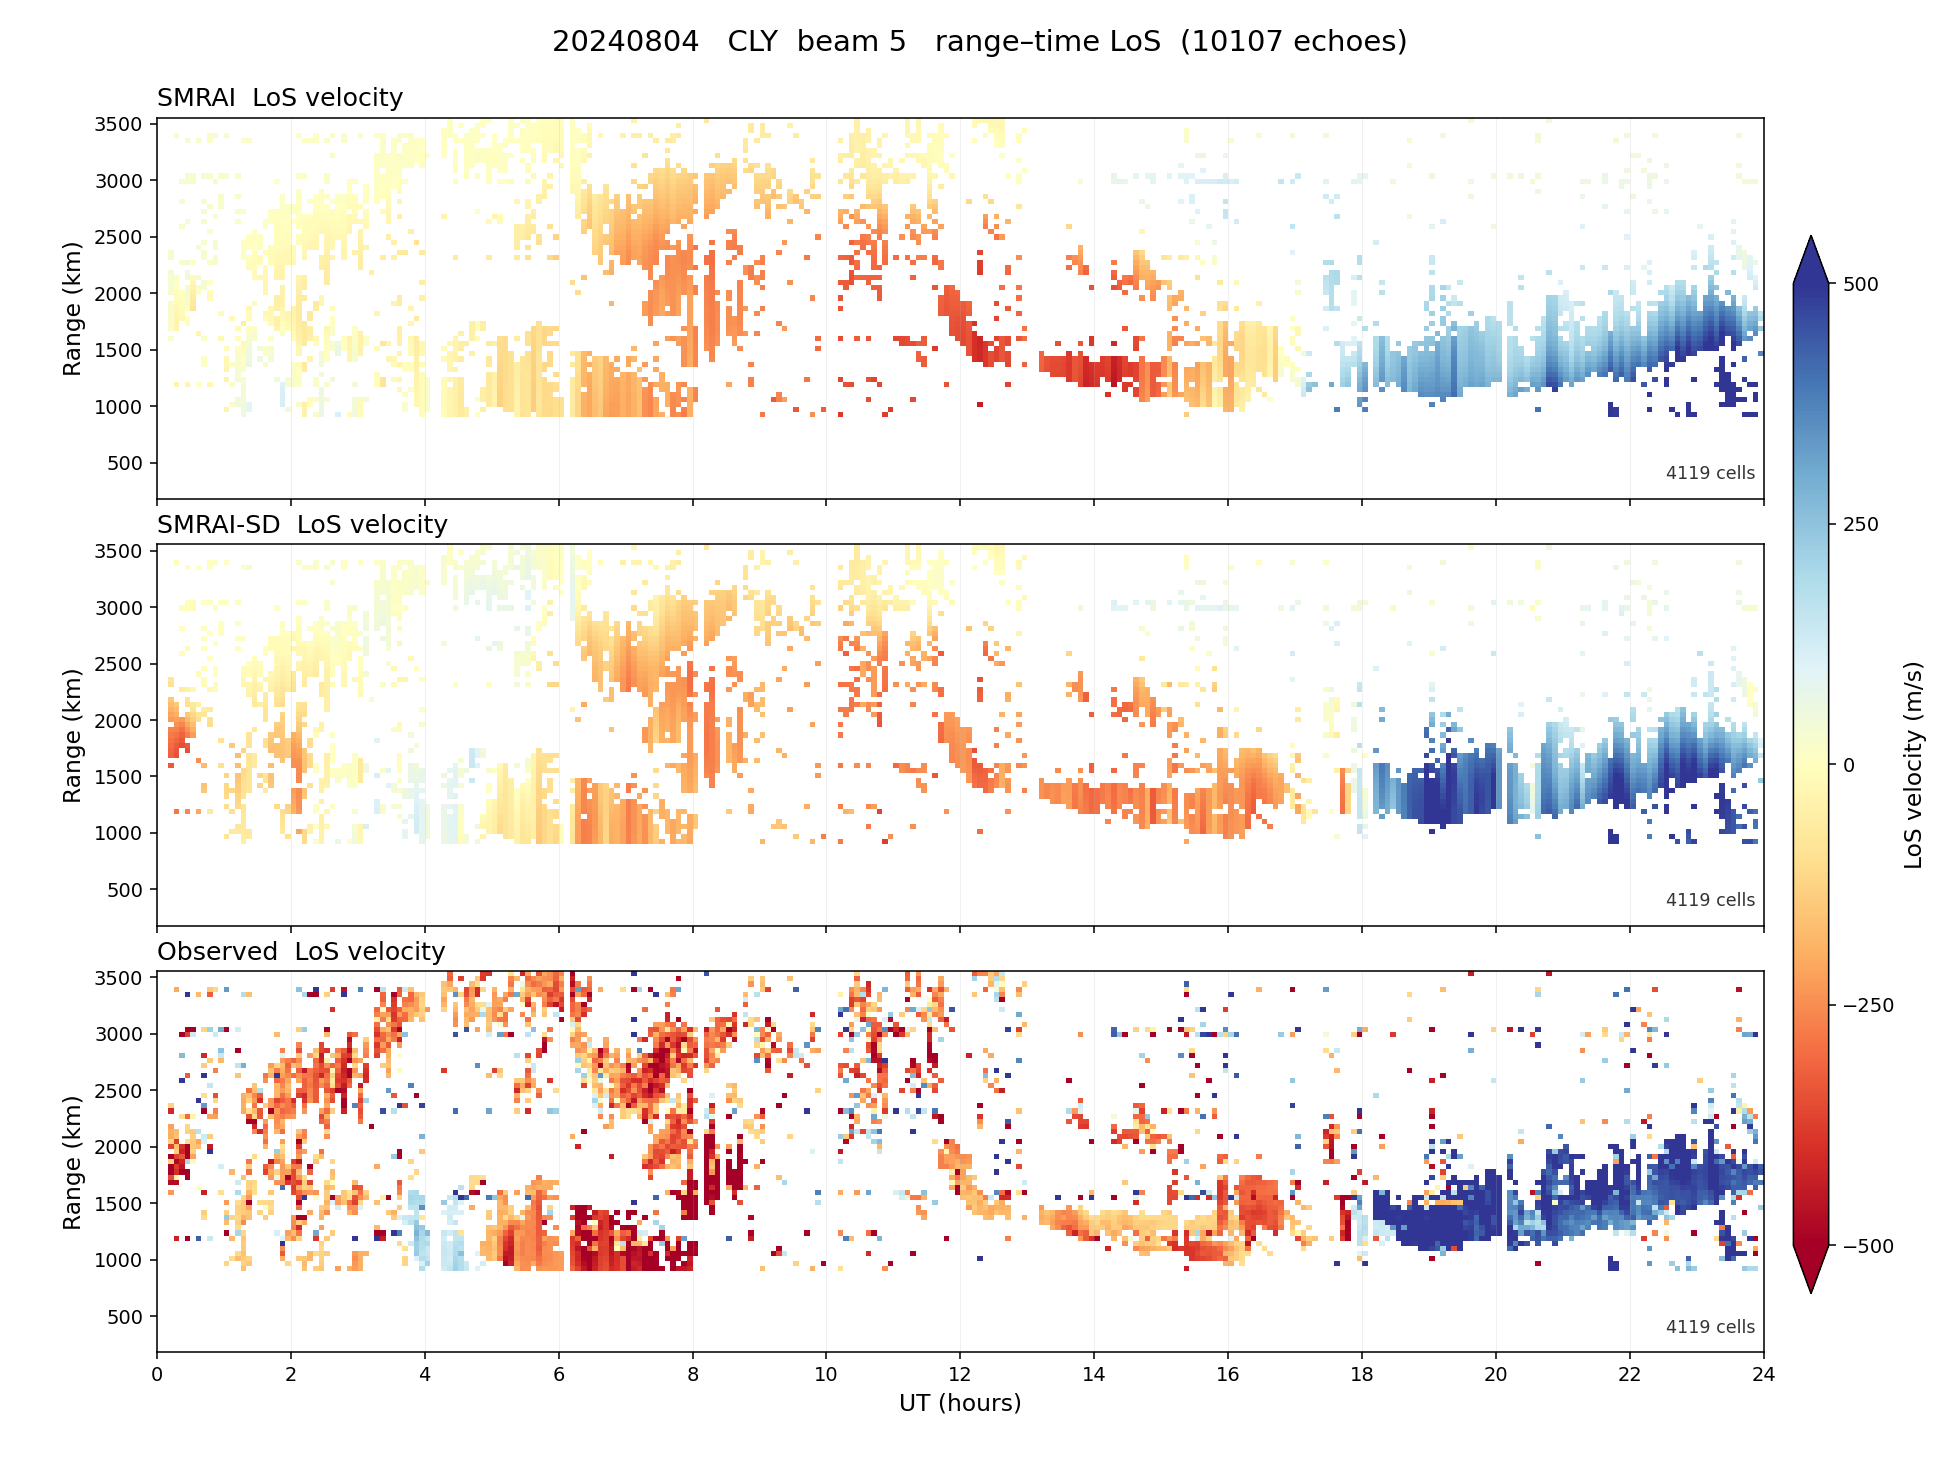 20240804   CLY  beam 5   range–time LoS  (10107 echoes)
SMRAI  LoS velocity
3500
3000
2500
2000
1500
1000
500
Range (km)
4119 cells
SMRAI-SD  LoS velocity
3500
3000
2500
2000
1500
1000
500
Range (km)
4119 cells
Observed  LoS velocity
3500
3000
2500
2000
1500
1000
500
Range (km)
4119 cells
0 2 4 6 8 10 12 14 16 18 20 22 24
UT (hours)
500
250
0
−250
−500
LoS velocity (m/s)